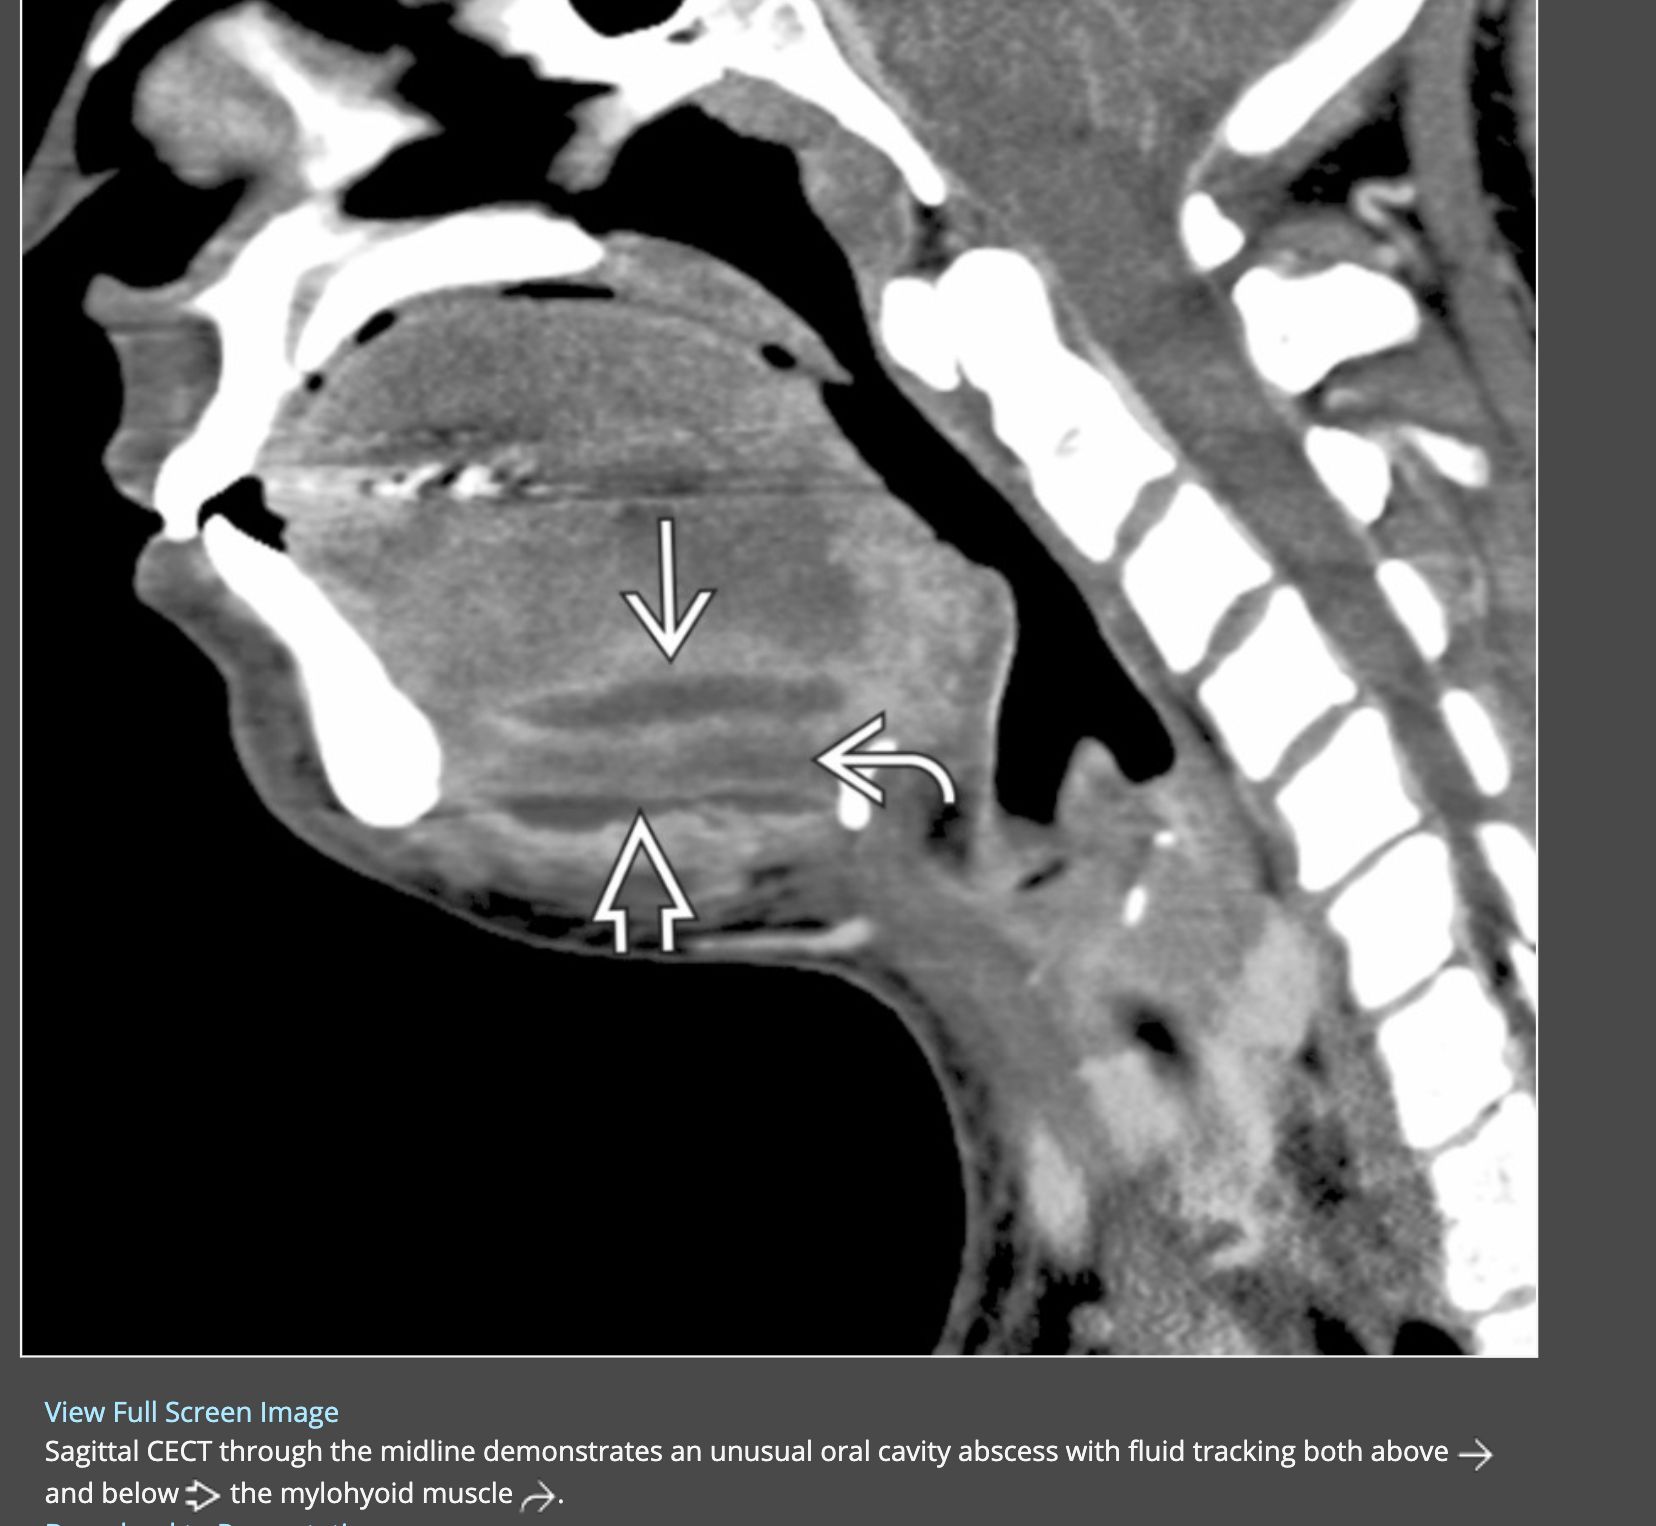 View Full Screen Image
Sagittal CECT through the midline demonstrates an unusual oral cavity abscess with fluid tracking both above
and below the mylohyoid muscle .